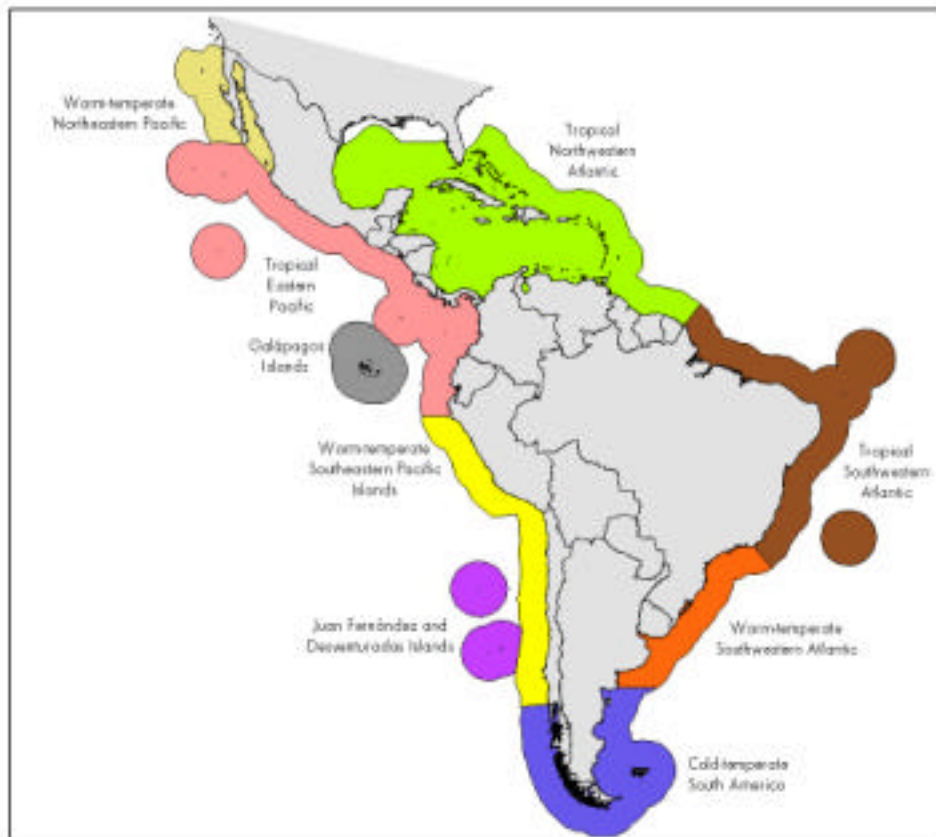 Warm-temperate
Northeastern Pacific
Tropical
Northwestern
Atlantic
Tropical
Eastern
Pacific
Galápagos
Islands
Warm-temperate
Southeastern Pacific
Islands
Tropical
Southwestern
Atlantic
Juan Fernández and
Desventuradas Islands
Warm-temperate
Southwestern Atlantic
Cold-temperate
South America